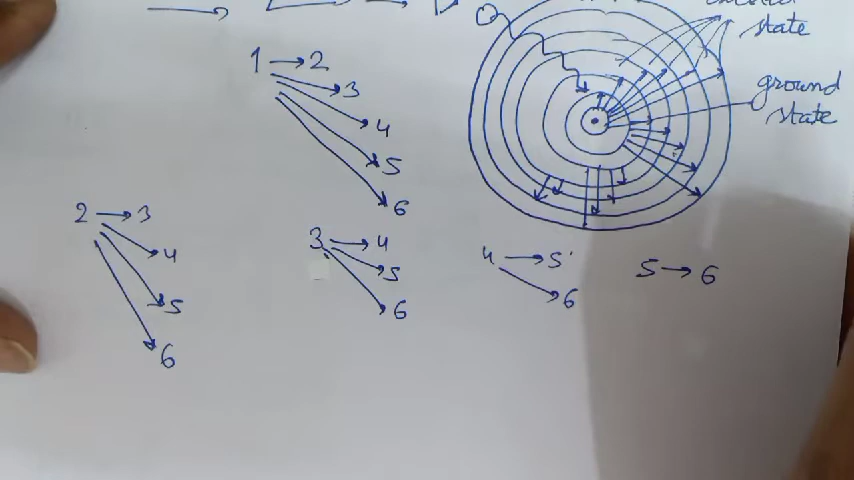 state
ground
state
1 → 2
3
4
5
6
2 → 3
4
5
6
3 → 4
5
6
4 → 5
6
5 → 6